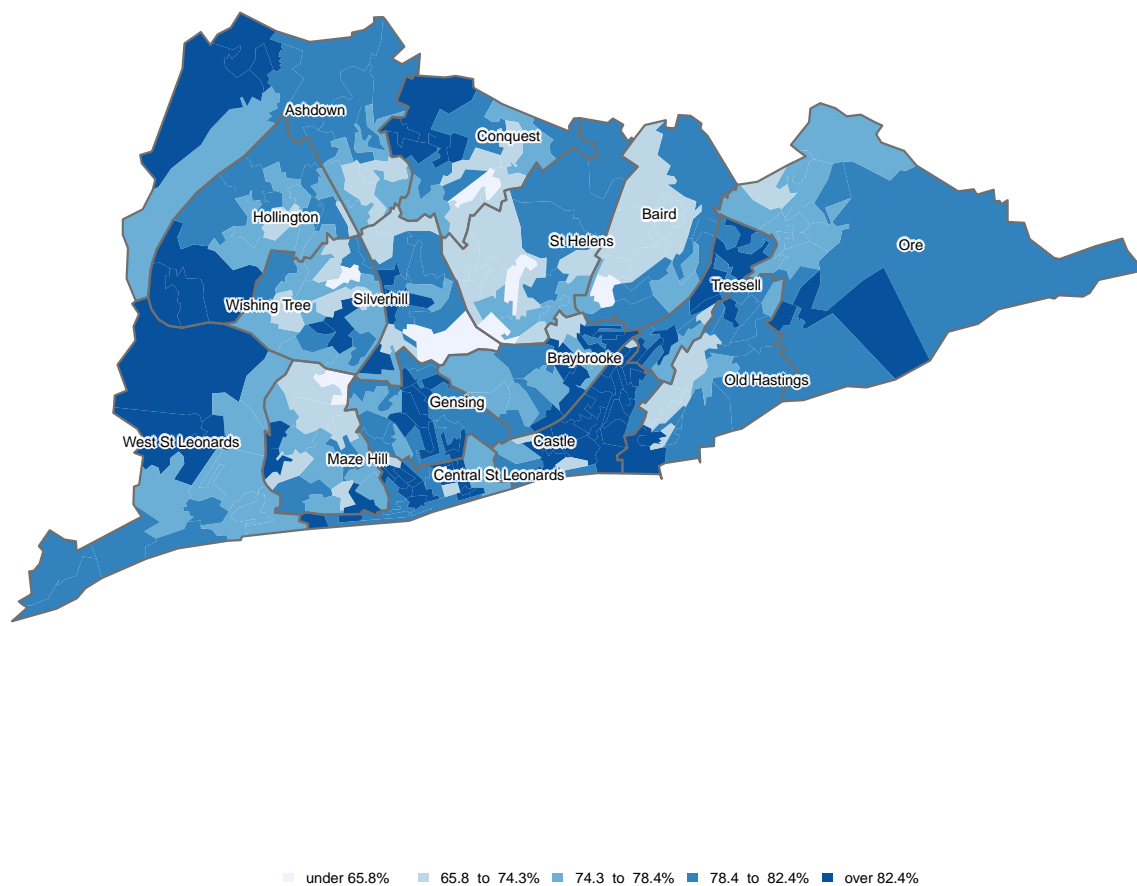 Ashdown
Conquest
Hollington
Baird
St Helens
Ore
Tressell
Wishing Tree
Silverhill
Braybrooke
Old Hastings
Gensing
West St Leonards
Castle
Maze Hill
Central St Leonards
under 65.8% 65.8 to 74.3% 74.3 to 78.4% 78.4 to 82.4% over 82.4%